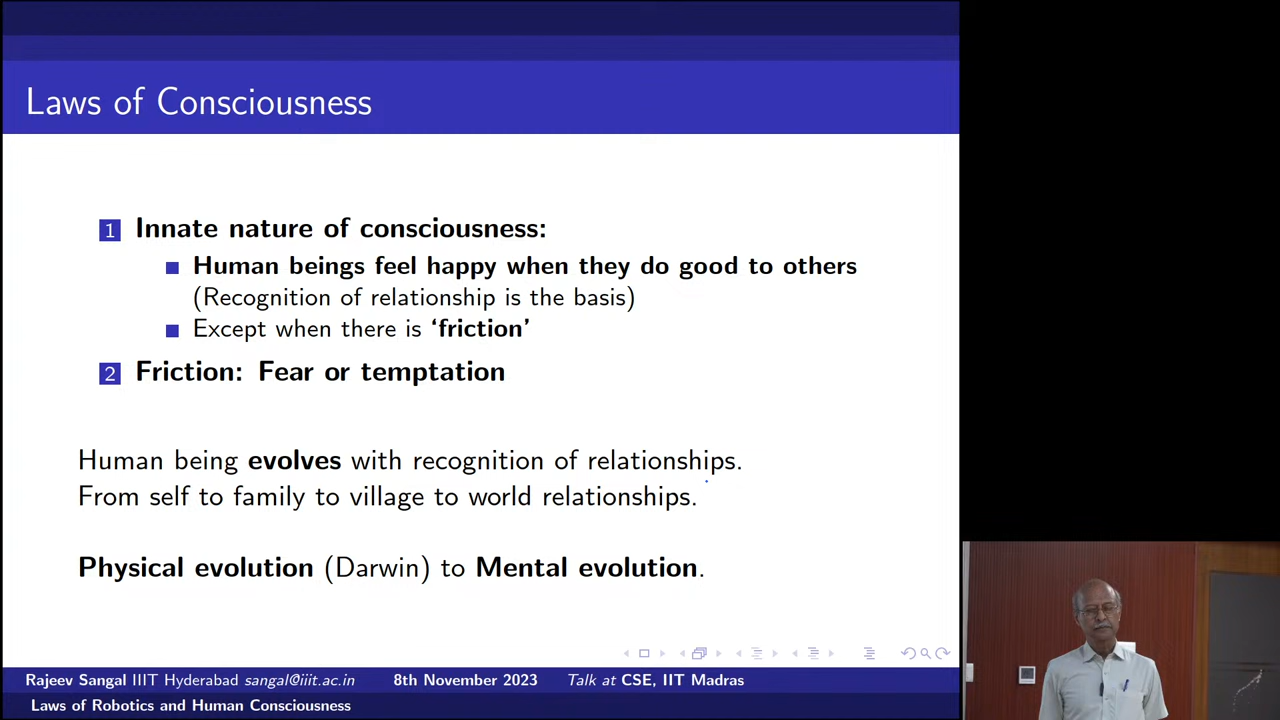 Laws of Consciousness
1 Innate nature of consciousness:
Human beings feel happy when they do good to others
(Recognition of relationship is the basis)
Except when there is ‘friction’
2 Friction: Fear or temptation
Human being evolves with recognition of relationships.
From self to family to village to world relationships.
Physical evolution (Darwin) to Mental evolution.
Rajeev Sangal IIIT Hyderabad sangal@iiit.ac.in 8th November 2023 Talk at CSE, IIT Madras
Laws of Robotics and Human Consciousness